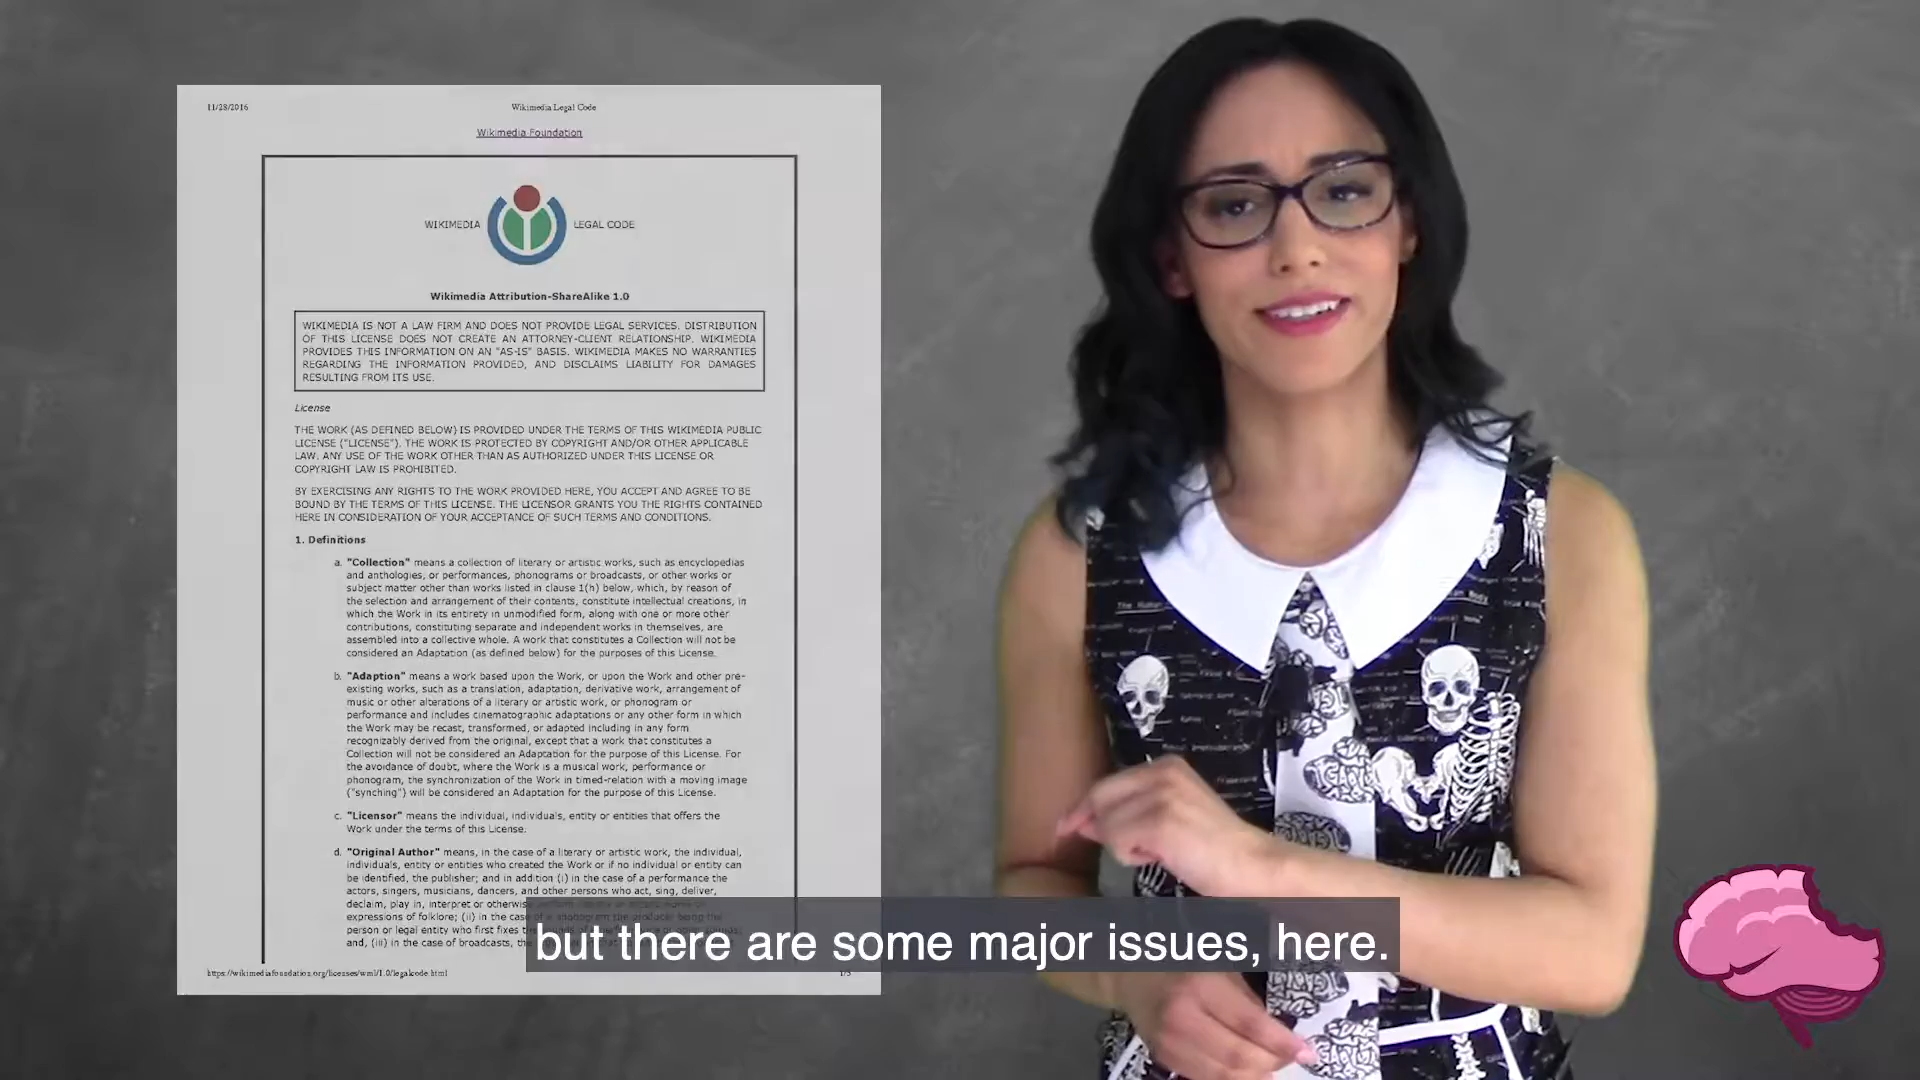 11/28/2016
Wikimedia Legal Code
Wikimedia Foundation
WIKIMEDIA
LEGAL CODE
Wikimedia Attribution-ShareAlike 1.0
WIKIMEDIA IS NOT A LAW FIRM AND DOES NOT PROVIDE LEGAL SERVICES. DISTRIBUTION
OF THIS LICENSE DOES NOT CREATE AN ATTORNEY-CLIENT RELATIONSHIP. WIKIMEDIA
PROVIDES THIS INFORMATION ON AN "AS-IS" BASIS. WIKIMEDIA MAKES NO WARRANTIES
REGARDING THE INFORMATION PROVIDED, AND DISCLAIMS LIABILITY FOR DAMAGES
RESULTING FROM ITS USE.
License
THE WORK (AS DEFINED BELOW) IS PROVIDED UNDER THE TERMS OF THIS WIKIMEDIA PUBLIC
LICENSE ("LICENSE"). THE WORK IS PROTECTED BY COPYRIGHT AND/OR OTHER APPLICABLE
LAW. ANY USE OF THE WORK OTHER THAN AS AUTHORIZED UNDER THIS LICENSE OR
COPYRIGHT LAW IS PROHIBITED.
BY EXERCISING ANY RIGHTS TO THE WORK PROVIDED HERE, YOU ACCEPT AND AGREE TO BE
BOUND BY THE TERMS OF THIS LICENSE. THE LICENSOR GRANTS YOU THE RIGHTS CONTAINED
HERE IN CONSIDERATION OF YOUR ACCEPTANCE OF SUCH TERMS AND CONDITIONS.
1. Definitions
a. "Collection" means a collection of literary or artistic works, such as encyclopedias
and anthologies, or performances, phonograms or broadcasts, or other works or
subject matter other than works listed in clause 1(h) below, which, by reason of
the selection and arrangement of their contents, constitute intellectual creations, in
which the Work in its entirety in unmodified form, along with one or more other
contributions, constituting separate and independent works in themselves, are
assembled into a collective whole. A work that constitutes a Collection will not be
considered an Adaptation (as defined below) for the purposes of this License.
b. "Adaption" means a work based upon the Work, or upon the Work and other pre-
existing works, such as a translation, adaptation, derivative work, arrangement of
music or other alterations of a literary or artistic work, or phonogram or
performance and includes cinematographic adaptations or any other form in which
the Work may be recast, transformed, or adapted including in any form
recognizably derived from the original, except that a work that constitutes a
Collection will not be considered an Adaptation for the purpose of this License. For
the avoidance of doubt, where the Work is a musical work, performance or
phonogram, the synchronization of the Work in timed-relation with a moving image
("synching") will be considered an Adaptation for the purpose of this License.
c. "Licensor" means the individual, individuals, entity or entities that offers the
Work under the terms of this License.
d. "Original Author" means, in the case of a literary or artistic work, the individual,
individuals, entity or entities who created the Work or if no individual or entity can
be identified, the publisher; and in addition (i) in the case of a performance the
actors, singers, musicians, dancers, and other persons who act, sing, deliver,
declaim, play in, interpret or otherwise
expressions of folklore; (ii) in the case of a phonogram the producer being the
person or legal entity who first fixes the
and, (iii) in the case of broadcasts, the
https://wikimediafoundation.org/licenses/wml/1.0/legalcode.html
1/5
but there are some major issues, here.